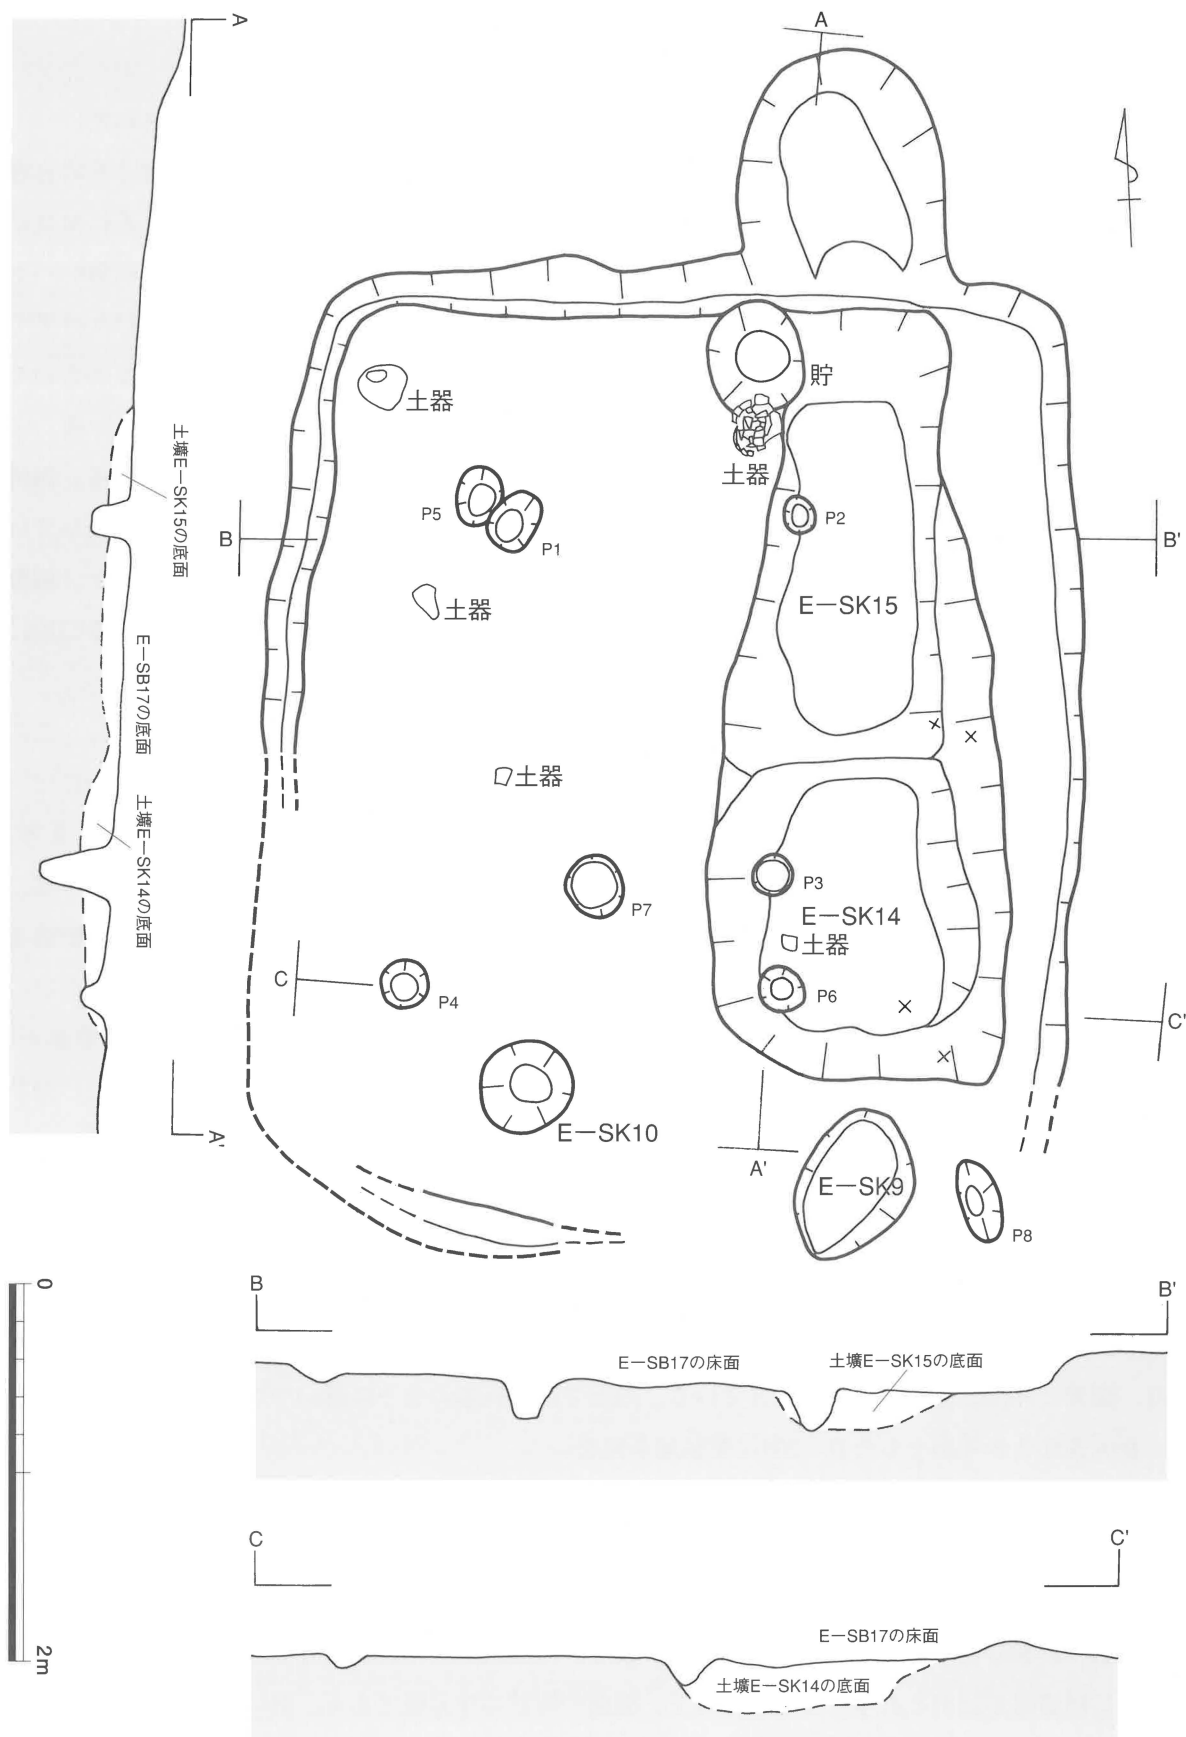 A
A
土壙E−SK15の底面
E−SB17の底面
土壙E−SK14の底面
A'
貯
土器
土器
P5
P1
P2
B
B'
土器
E−SK15
土器
P7
P3
E−SK14
土器
P6
C
P4
C'
E−SK10
A'
E−SK9
P8
0
2m
B
B'
E−SB17の床面
土壙E−SK15の底面
C
C'
E−SB17の床面
土壙E−SK14の底面